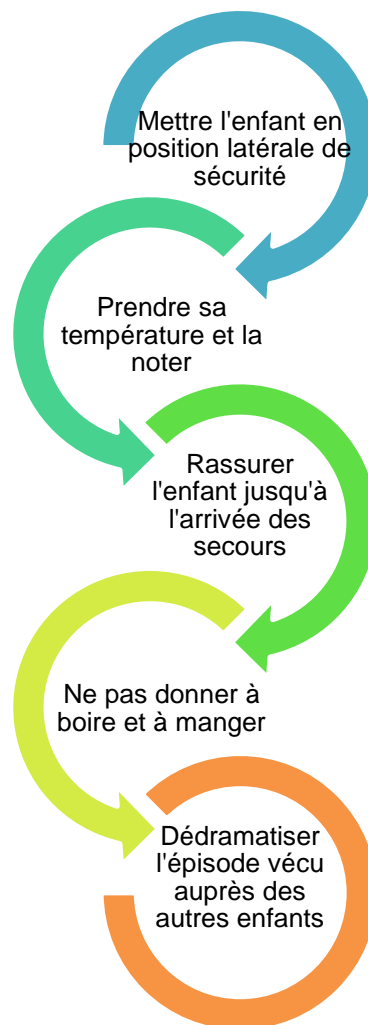 Mettre l'enfant en
position latérale de
sécurité
Prendre sa
température et la
noter
Rassurer
l'enfant jusqu'à
l'arrivée des
secours
Ne pas donner à
boire et à manger
Dédramatiser
l'épisode vécu
auprès des
autres enfants